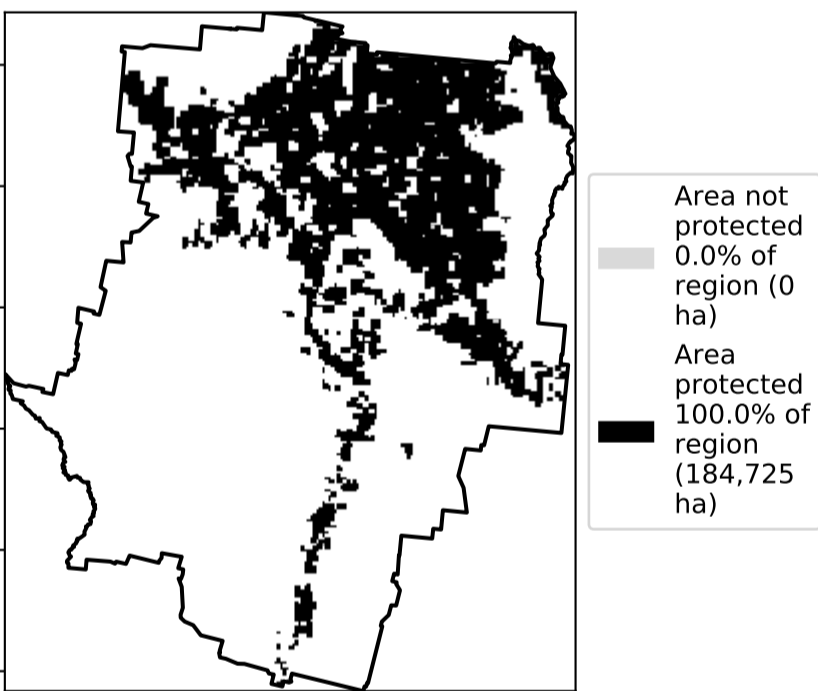 Area not
protected
0.0% of
region (0
ha)
Area
protected
100.0% of
region
(184,725
ha)